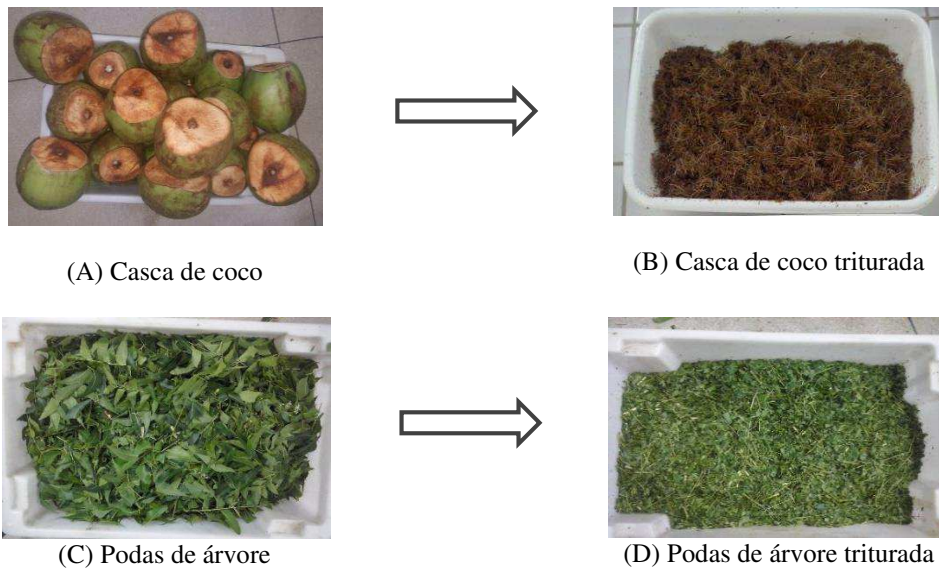 (A) Casca de coco
(B) Casca de coco triturada
(C) Podas de árvore
(D) Podas de árvore triturada